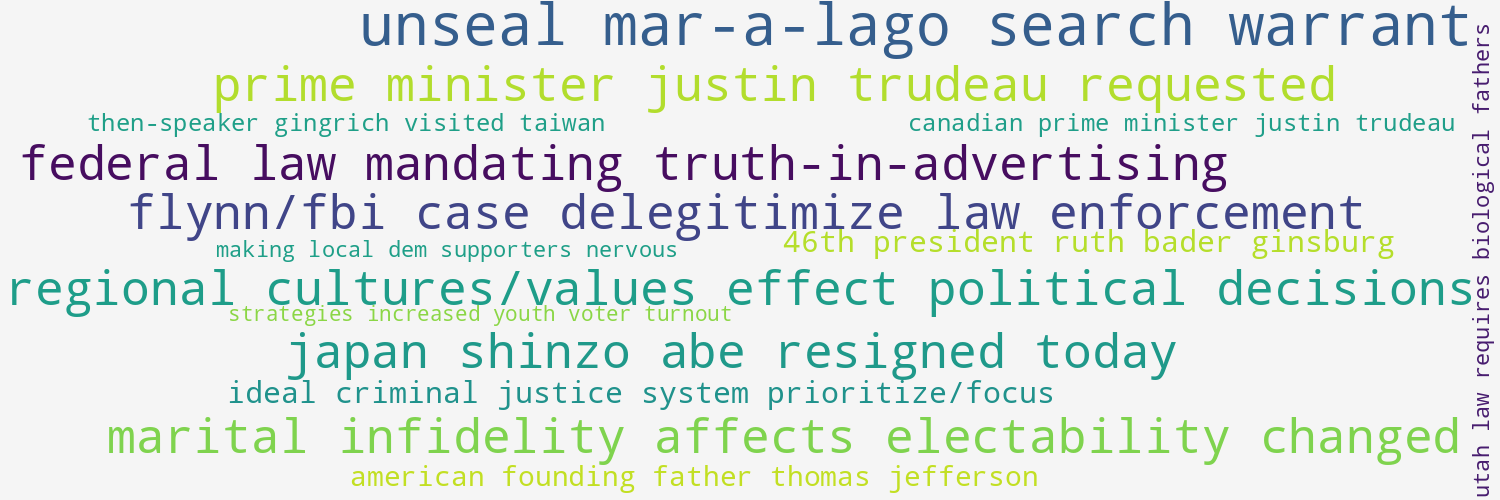 unseal mar-a-lago search warrant
prime minister justin trudeau requested
then-speaker gingrich visited taiwan
canadian prime minister justin trudeau
federal law mandating truth-in-advertising
flynn/fbi case delegitimize law enforcement
46th president ruth bader ginsburg
making local dem supporters nervous
regional cultures/values effect political decisions
strategies increased youth voter turnout
japan shinzo abe resigned today
ideal criminal justice system prioritize/focus
marital infidelity affects electability changed
american founding father thomas jefferson
utah law requires biological fathers